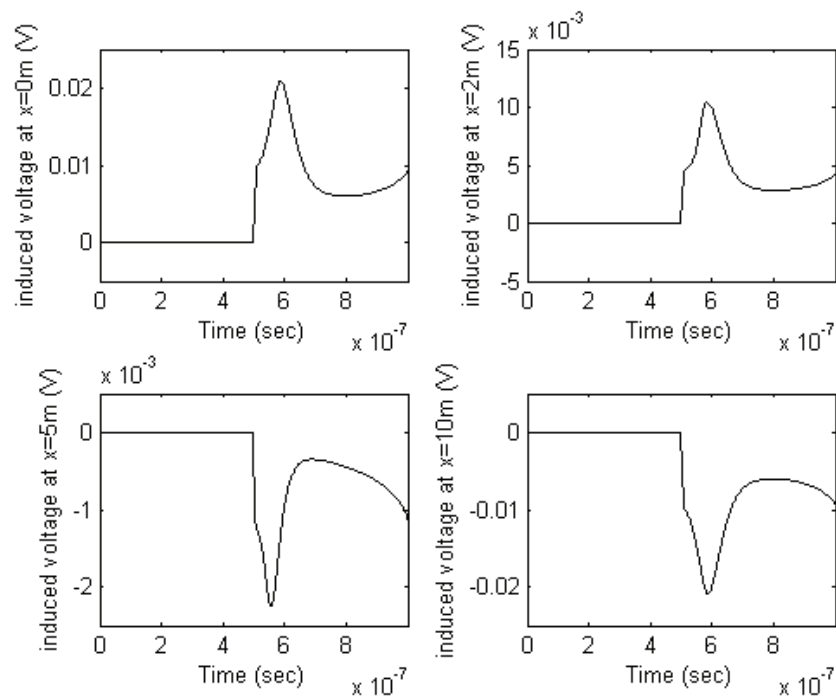 induced voltage at x=0m (V)
0.02
0.01
0
0 2 4 6 8
Time (sec)
x 10^-7
induced voltage at x=2m (V)
x 10^-3
15
10
5
0
-5
0 2 4 6 8
Time (sec)
x 10^-7
induced voltage at x=5m (V)
x 10^-3
0
-1
-2
0 2 4 6 8
Time (sec)
x 10^-7
induced voltage at x=10m (V)
0
-0.01
-0.02
0 2 4 6 8
Time (sec)
x 10^-7